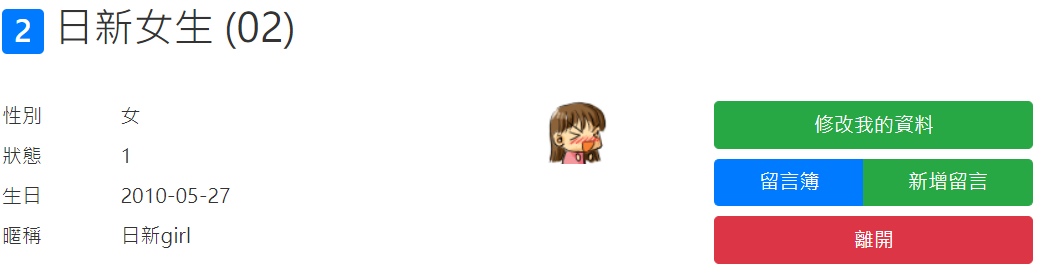 2 日新女生 (02)
性別 女
狀態 1
生日 2010-05-27
暱稱 日新girl
修改我的資料
留言簿 新增留言
離開